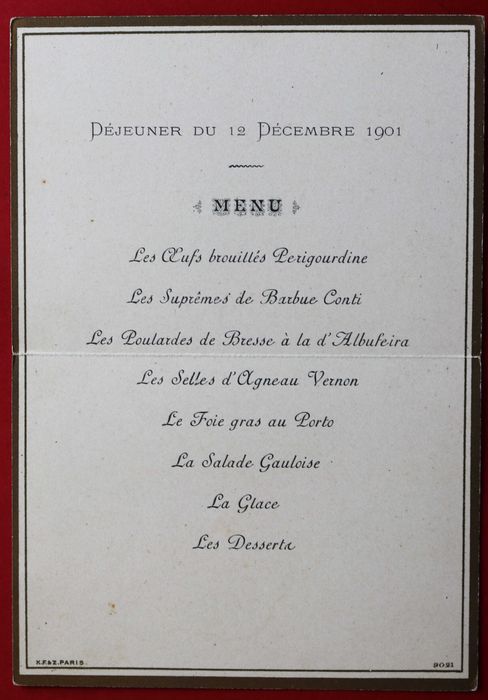 Déjeuner du 12 Décembre 1901
MENU
Les Œufs brouillés Perigourdine
Les Suprêmes de Barbue Conti
Les Poulardes de Bresse à la d'Albufeira
Les Selles d'Agneau Vernon
Le Foie gras au Porto
La Salade Gauloise
La Glace
Les Desserts
K.F.&Z. PARIS.
9021